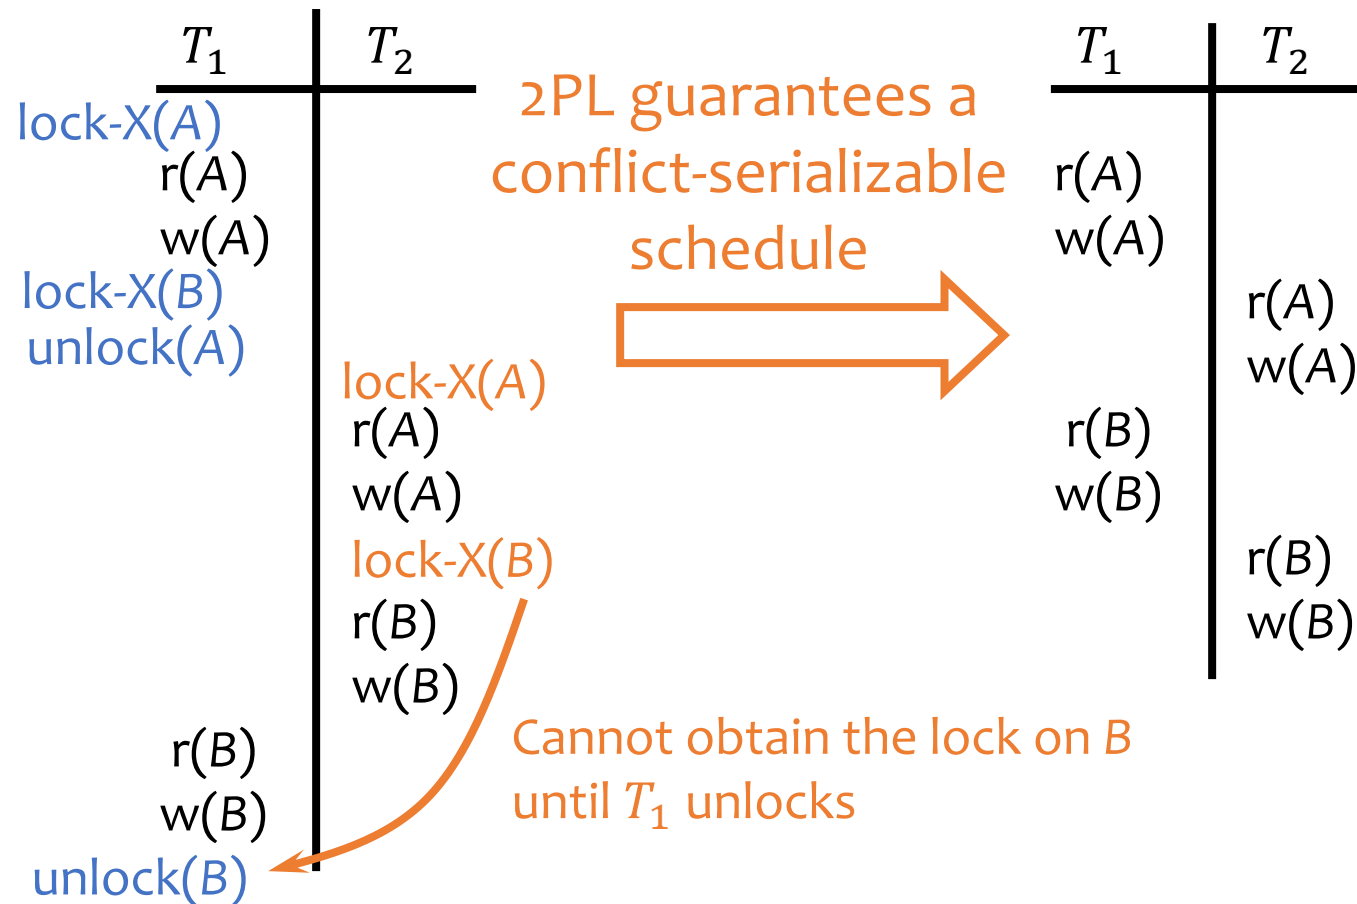 T₁ T₂
lock-X(A)
r(A)
w(A)
lock-X(B)
unlock(A)
lock-X(A)
r(A)
w(A)
lock-X(B)
r(B)
w(B)
r(B)
w(B)
unlock(B)
2PL guarantees a
conflict-serializable
schedule
Cannot obtain the lock on B
until T₁ unlocks
T₁ T₂
r(A)
w(A)
r(A)
w(A)
r(B)
w(B)
r(B)
w(B)